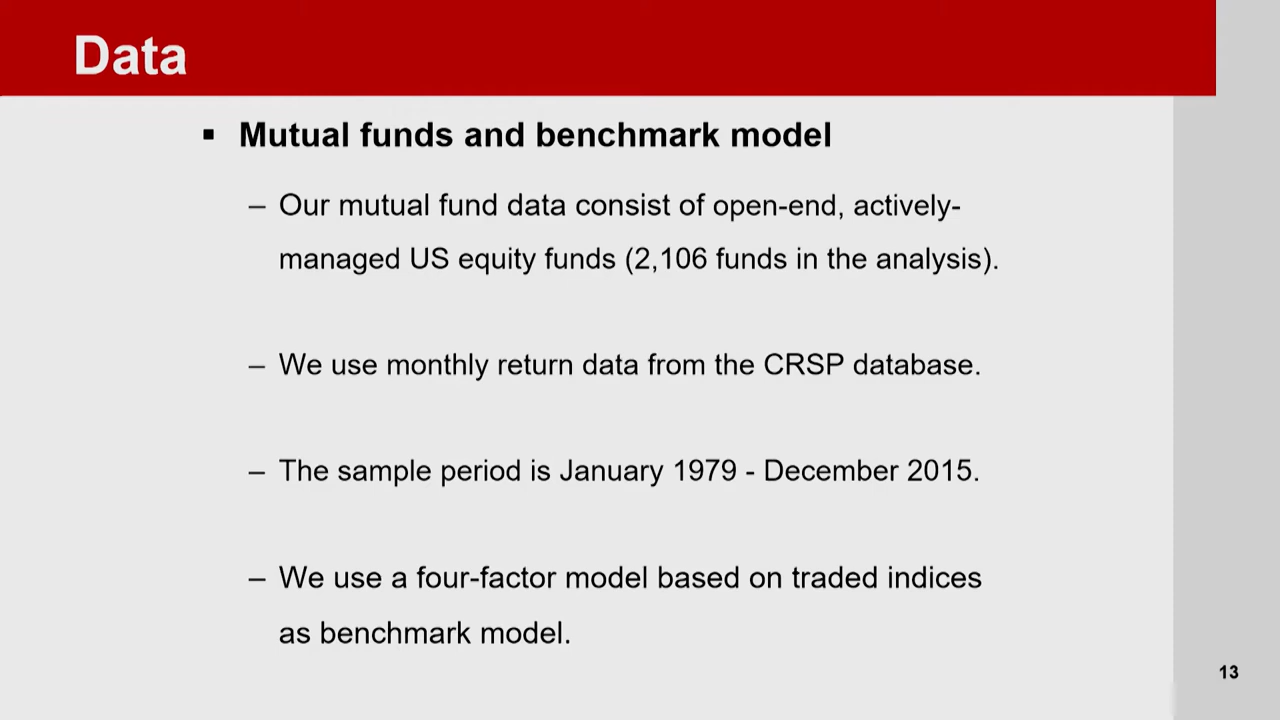 Data
▪ Mutual funds and benchmark model
– Our mutual fund data consist of open-end, actively-
managed US equity funds (2,106 funds in the analysis).
– We use monthly return data from the CRSP database.
– The sample period is January 1979 - December 2015.
– We use a four-factor model based on traded indices
as benchmark model.
13